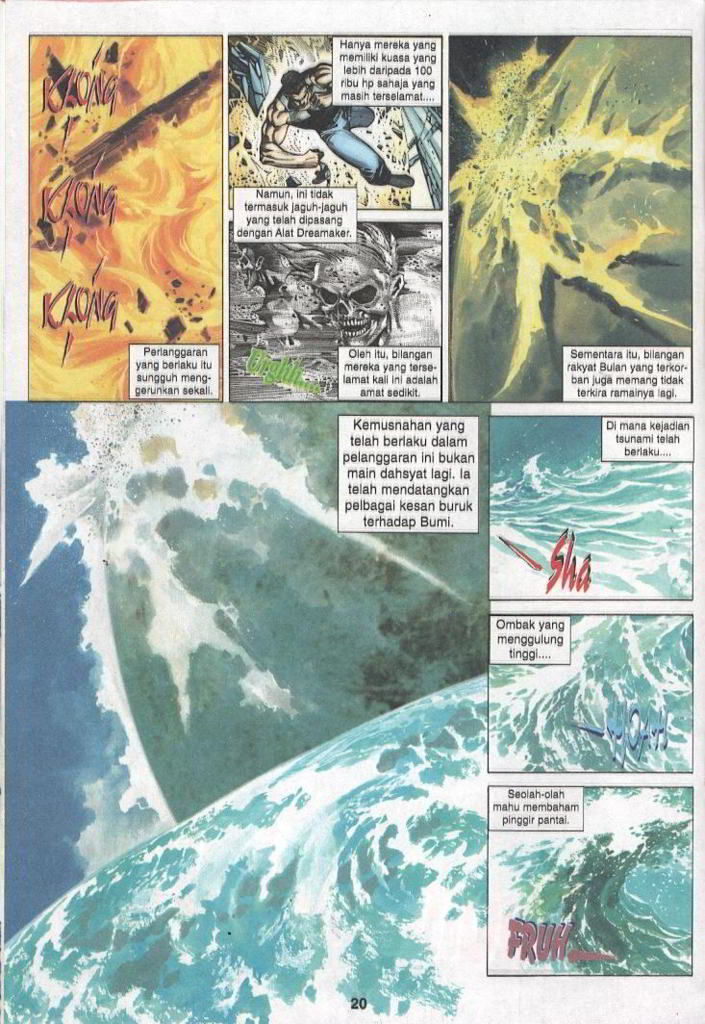 KLONG
!
KLONG
!
KLONG
!
Perlanggaran
yang berlaku itu
sungguh meng-
gerunkan sekali.
Hanya mereka yang
memiliki kuasa yang
lebih daripada 100
ribu hp sahaja yang
masih terselamat....
Namun, ini tidak
termasuk jaguh-jaguh
yang telah dipasang
dengan Alat Dreamaker.
Oleh itu, bilangan
mereka yang terse-
lamat kali ini adalah
amat sedikit.
Sementara itu, bilangan
rakyat Bulan yang terkor-
ban juga memang tidak
terkira ramainya lagi.
Kemusnahan yang
telah berlaku dalam
pelanggaran ini bukan
main dahsyat lagi. Ia
telah mendatangkan
pelbagai kesan buruk
terhadap Bumi.
Di mana kejadian
tsunami telah
berlaku....
Sha
Ombak yang
menggulung
tinggi....
Seolah-olah
mahu membaham
pinggir pantai.
FRUH
20